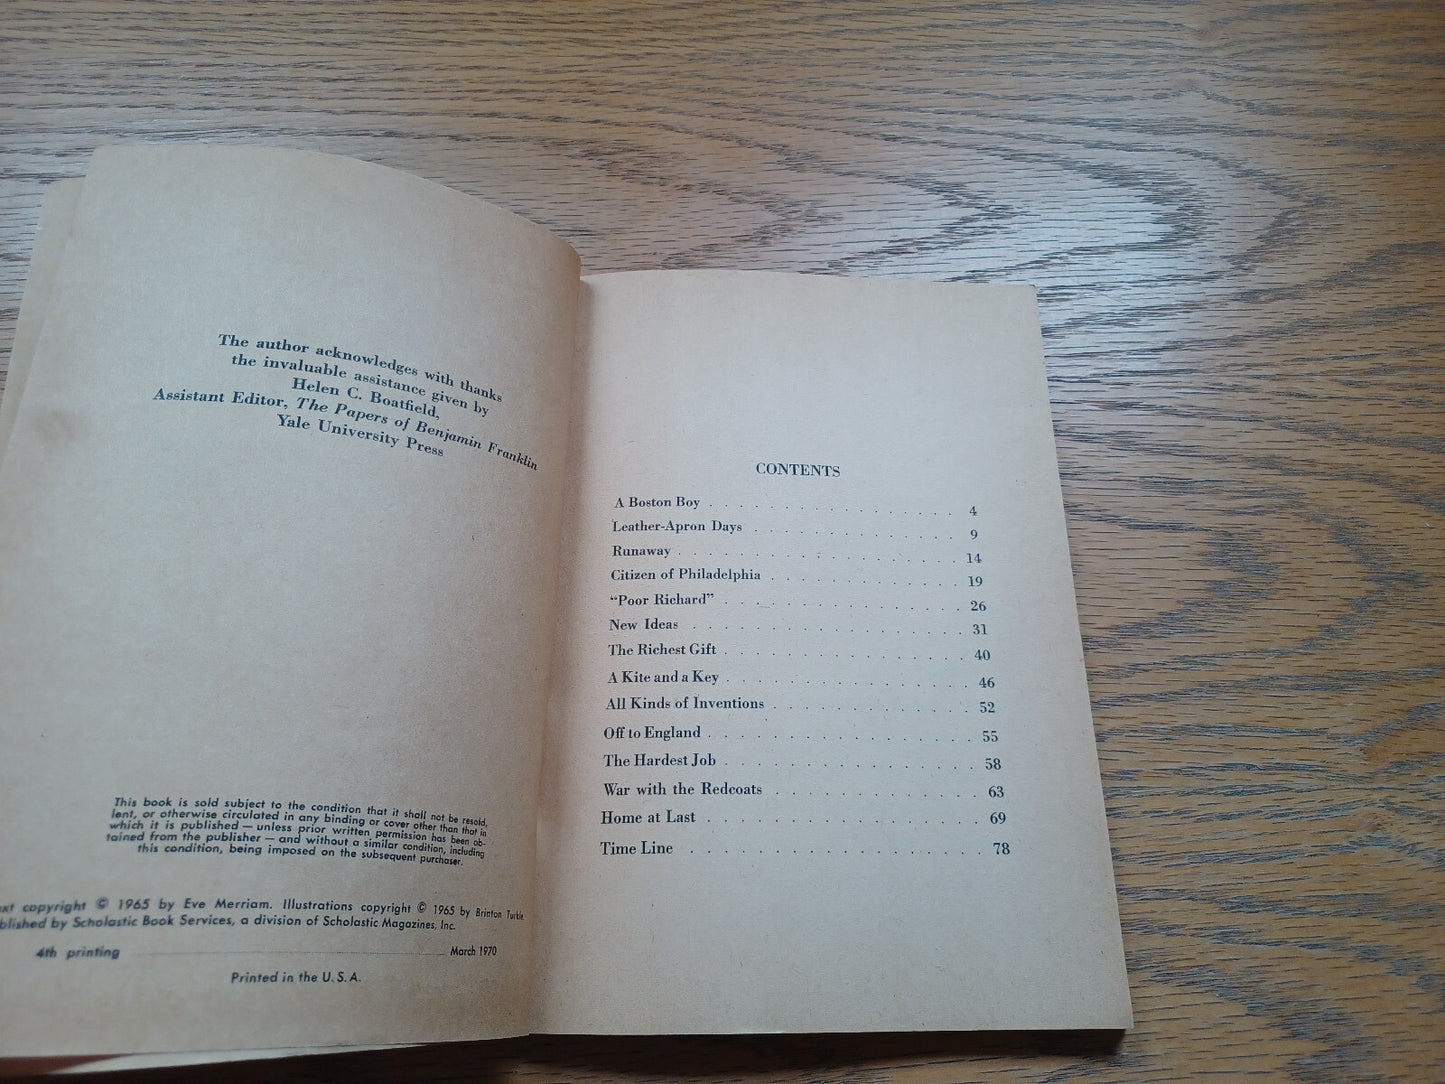 The author acknowledges with thanks
the invaluable assistance given by
Helen C. Boatfield,
Assistant Editor, The Papers of Benjamin Franklin
Yale University Press
This book is sold subject to the condition that it shall not be resold,
lent, or otherwise circulated in any binding or cover other than that in
which it is published — unless prior written permission has been ob-
tained from the publisher — and without a similar condition, including
this condition, being imposed on the subsequent purchaser.
copyright © 1965 by Eve Merriam. Illustrations copyright © 1965 by Brinton Turkle
by Scholastic Book Services, a division of Scholastic Magazines, Inc.
4th printing March 1970
Printed in the U. S. A.
CONTENTS
A Boston Boy . . . . . . . . . . . . . . . 4
Leather-Apron Days . . . . . . . . . . . . 9
Runaway . . . . . . . . . . . . . . . . 14
Citizen of Philadelphia . . . . . . . . . . . 19
“Poor Richard” . . . . . . . . . . . . . . 26
New Ideas . . . . . . . . . . . . . . . . 31
The Richest Gift . . . . . . . . . . . . . . 40
A Kite and a Key . . . . . . . . . . . . . . 46
All Kinds of Inventions . . . . . . . . . . . 52
Off to England . . . . . . . . . . . . . . . 55
The Hardest Job . . . . . . . . . . . . . . 58
War with the Redcoats . . . . . . . . . . . 63
Home at Last . . . . . . . . . . . . . . . 69
Time Line . . . . . . . . . . . . . . . . 78